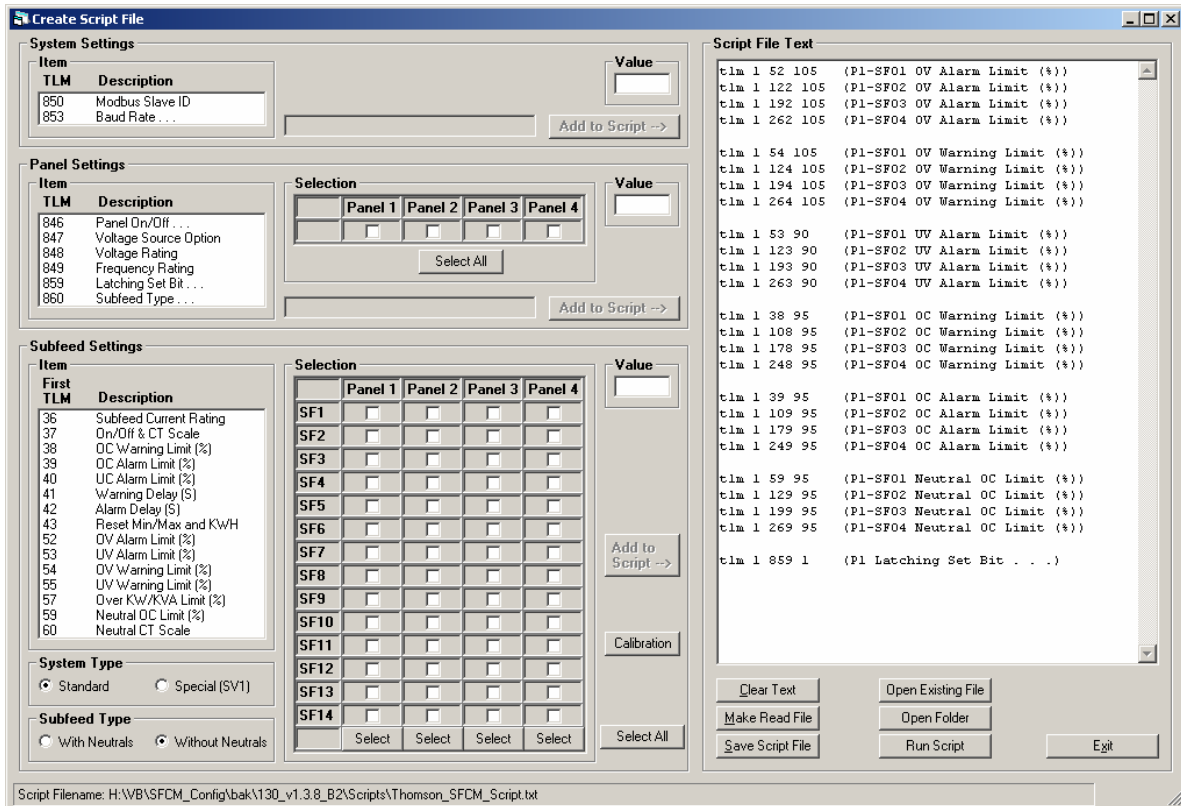 Create Script File
System Settings
Item
TLM Description
850 Modbus Slave ID
853 Baud Rate . . .
Value
Add to Script -->
Panel Settings
Item
TLM Description
846 Panel On/Off . . .
847 Voltage Source Option
848 Voltage Rating
849 Frequency Rating
859 Latching Set Bit . . .
860 Subfeed Type . . .
Selection
Panel 1 Panel 2 Panel 3 Panel 4
Select All
Value
Add to Script -->
Subfeed Settings
Item
First
TLM Description
36 Subfeed Current Rating
37 On/Off & CT Scale
38 OC Warning Limit (%)
39 OC Alarm Limit (%)
40 UC Alarm Limit (%)
41 Warning Delay (S)
42 Alarm Delay (S)
43 Reset Min/Max and KWH
52 OV Alarm Limit (%)
53 UV Alarm Limit (%)
54 OV Warning Limit (%)
55 UV Warning Limit (%)
57 Over KW/KVA Limit (%)
59 Neutral OC Limit (%)
60 Neutral CT Scale
System Type
Standard Special (SV1)
Subfeed Type
With Neutrals Without Neutrals
Selection
Panel 1 Panel 2 Panel 3 Panel 4
SF1
SF2
SF3
SF4
SF5
SF6
SF7
SF8
SF9
SF10
SF11
SF12
SF13
SF14
Select Select Select Select
Value
Add to
Script -->
Calibration
Select All
Script File Text
tlm 1 52 105 (P1-SF01 OV Alarm Limit (%))
tlm 1 122 105 (P1-SF02 OV Alarm Limit (%))
tlm 1 192 105 (P1-SF03 OV Alarm Limit (%))
tlm 1 262 105 (P1-SF04 OV Alarm Limit (%))
tlm 1 54 105 (P1-SF01 OV Warning Limit (%))
tlm 1 124 105 (P1-SF02 OV Warning Limit (%))
tlm 1 194 105 (P1-SF03 OV Warning Limit (%))
tlm 1 264 105 (P1-SF04 OV Warning Limit (%))
tlm 1 53 90 (P1-SF01 UV Alarm Limit (%))
tlm 1 123 90 (P1-SF02 UV Alarm Limit (%))
tlm 1 193 90 (P1-SF03 UV Alarm Limit (%))
tlm 1 263 90 (P1-SF04 UV Alarm Limit (%))
tlm 1 38 95 (P1-SF01 OC Warning Limit (%))
tlm 1 108 95 (P1-SF02 OC Warning Limit (%))
tlm 1 178 95 (P1-SF03 OC Warning Limit (%))
tlm 1 248 95 (P1-SF04 OC Warning Limit (%))
tlm 1 39 95 (P1-SF01 OC Alarm Limit (%))
tlm 1 109 95 (P1-SF02 OC Alarm Limit (%))
tlm 1 179 95 (P1-SF03 OC Alarm Limit (%))
tlm 1 249 95 (P1-SF04 OC Alarm Limit (%))
tlm 1 59 95 (P1-SF01 Neutral OC Limit (%))
tlm 1 129 95 (P1-SF02 Neutral OC Limit (%))
tlm 1 199 95 (P1-SF03 Neutral OC Limit (%))
tlm 1 269 95 (P1-SF04 Neutral OC Limit (%))
tlm 1 859 1 (P1 Latching Set Bit . . .)
Clear Text Open Existing File
Make Read File Open Folder
Save Script File Run Script Exit
Script Filename: H:\VB\SFCM_Config\bak\130_v1.3.8_B2\Scripts\Thomson_SFCM_Script.txt